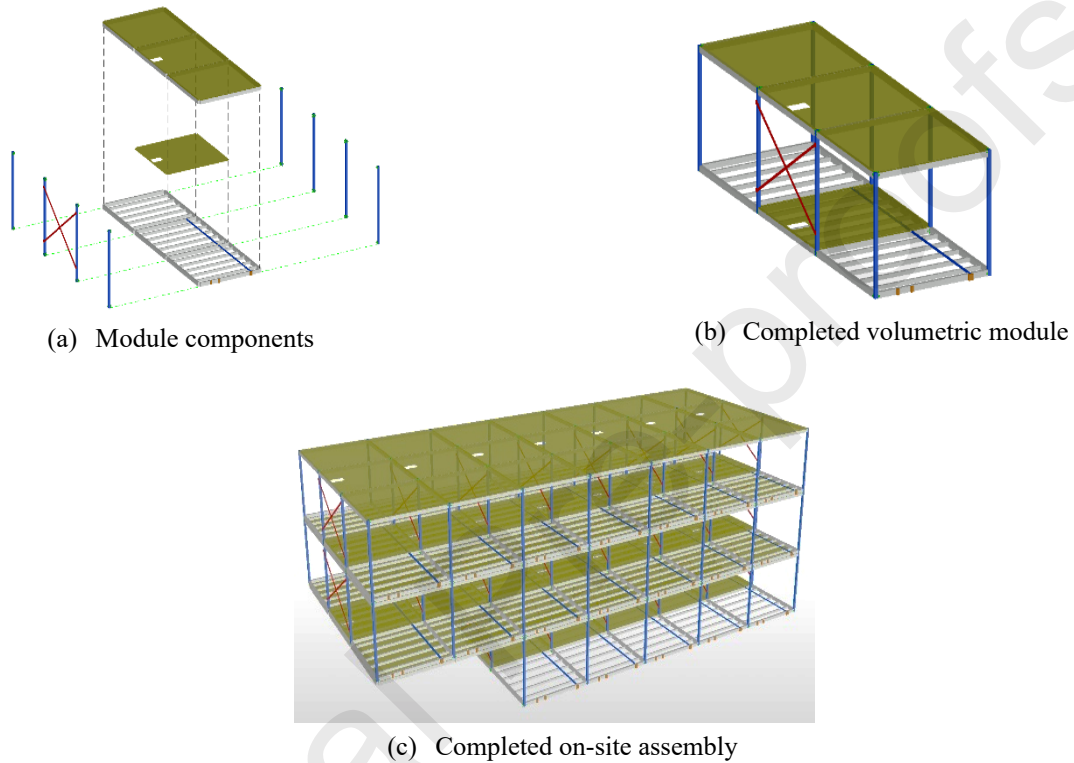 (a) Module components
(b) Completed volumetric module
(c) Completed on-site assembly